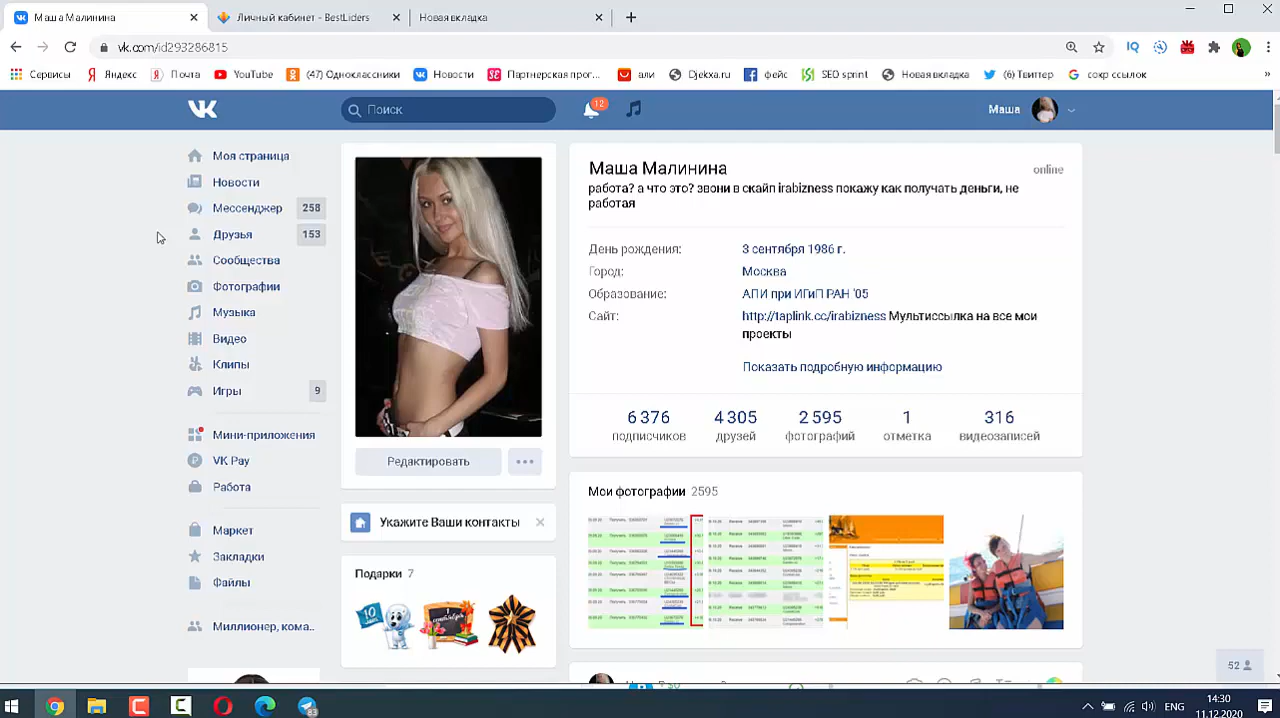 Маша Малинина
Личный кабинет - BestLiders
Новая вкладка
vk.com/id293286815
Сервисы
Яндекс
Почта
YouTube
(47) Одноклассники
Новости
Партнерская прог...
али
Djekxa.ru
фейс
SEO sprint
Новая вкладка
(6) Твиттер
сокр ссылок
Поиск
12
Маша
Моя страница
Новости
Мессенджер 258
Друзья 153
Сообщества
Фотографии
Музыка
Видео
Клипы
Игры 9
Мини-приложения
VK Pay
Работа
Маркет
Закладки
Файлы
Миллионер, кома..
Редактировать
Укажите Ваши контакты
Подарки 7
Маша Малинина
online
работа? а что это? звони в скайп irabizness покажу как получать деньги, не
работая
День рождения: 3 сентября 1986 г.
Город: Москва
Образование: АПИ при ИГиП РАН '05
Сайт: http://taplink.cc/irabizness Мультиссылка на все мои
проекты
Показать подробную информацию
6 376 4 305 2 595 1 316
подписчиков друзей фотографий отметка видеозаписей
Мои фотографии 2595
52
83
ENG
14:30
11.12.2020